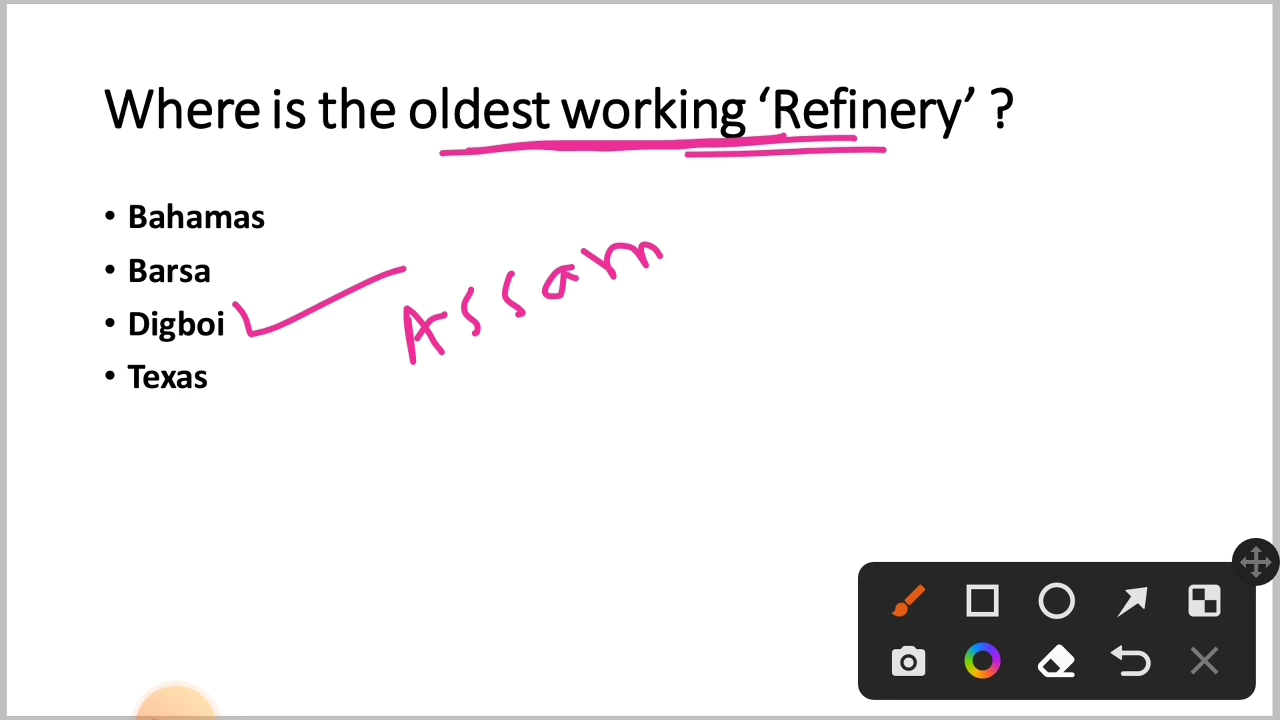 Where is the oldest working ‘Refinery’ ?
• Bahamas
• Barsa
• Digboi
Assam
• Texas